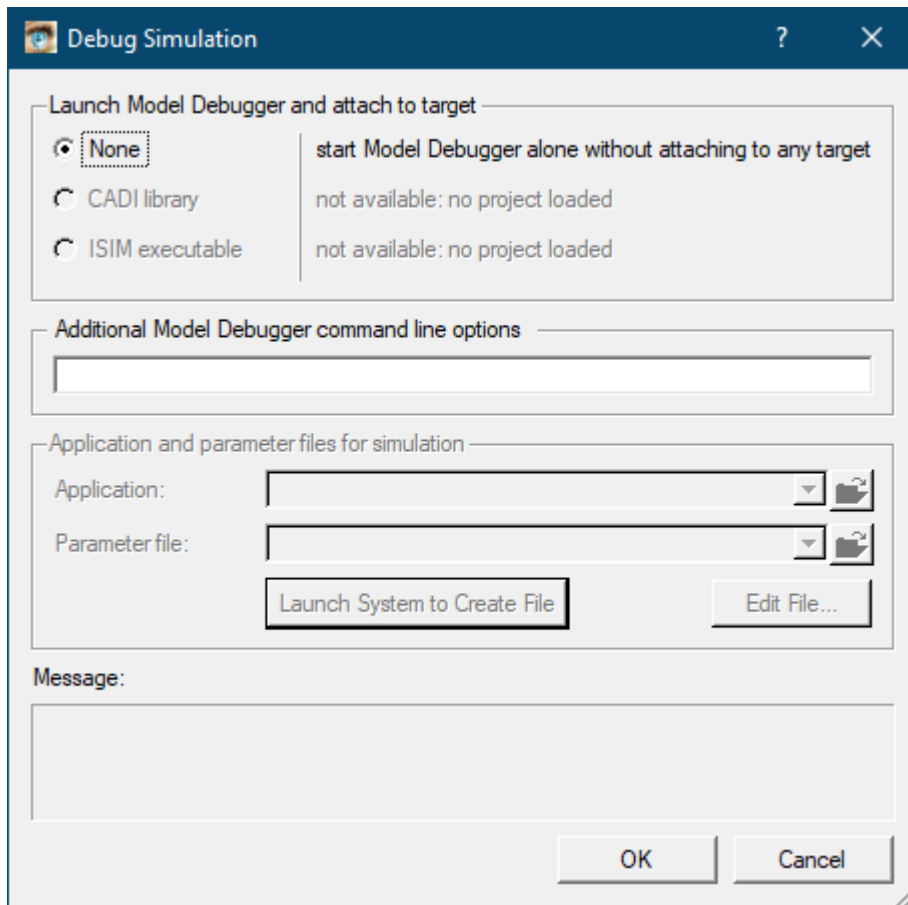 Debug Simulation
Launch Model Debugger and attach to target
None start Model Debugger alone without attaching to any target
CADI library not available: no project loaded
ISIM executable not available: no project loaded
Additional Model Debugger command line options
Application and parameter files for simulation
Application:
Parameter file:
Launch System to Create File Edit File...
Message:
OK Cancel